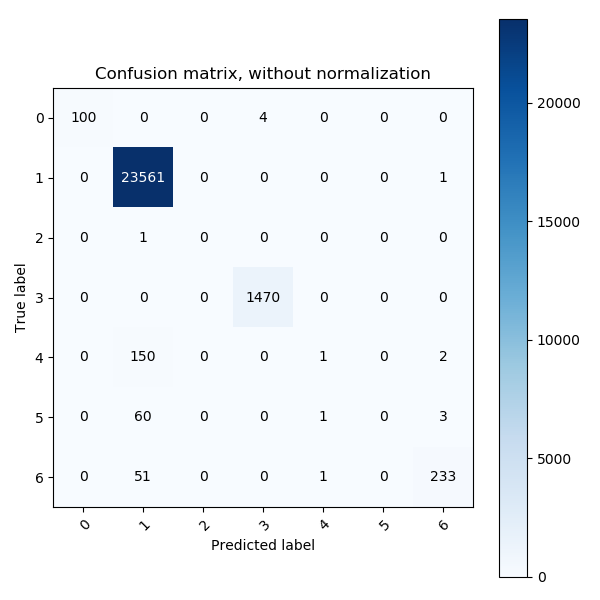 Confusion matrix, without normalization
0 100 0 0 4 0 0 0
1 0 23561 0 0 0 0 1
2 0 1 0 0 0 0 0
3 0 0 0 1470 0 0 0
4 0 150 0 0 1 0 2
5 0 60 0 0 1 0 3
6 0 51 0 0 1 0 233
0 1 2 3 4 5 6
True label
Predicted label
20000
15000
10000
5000
0